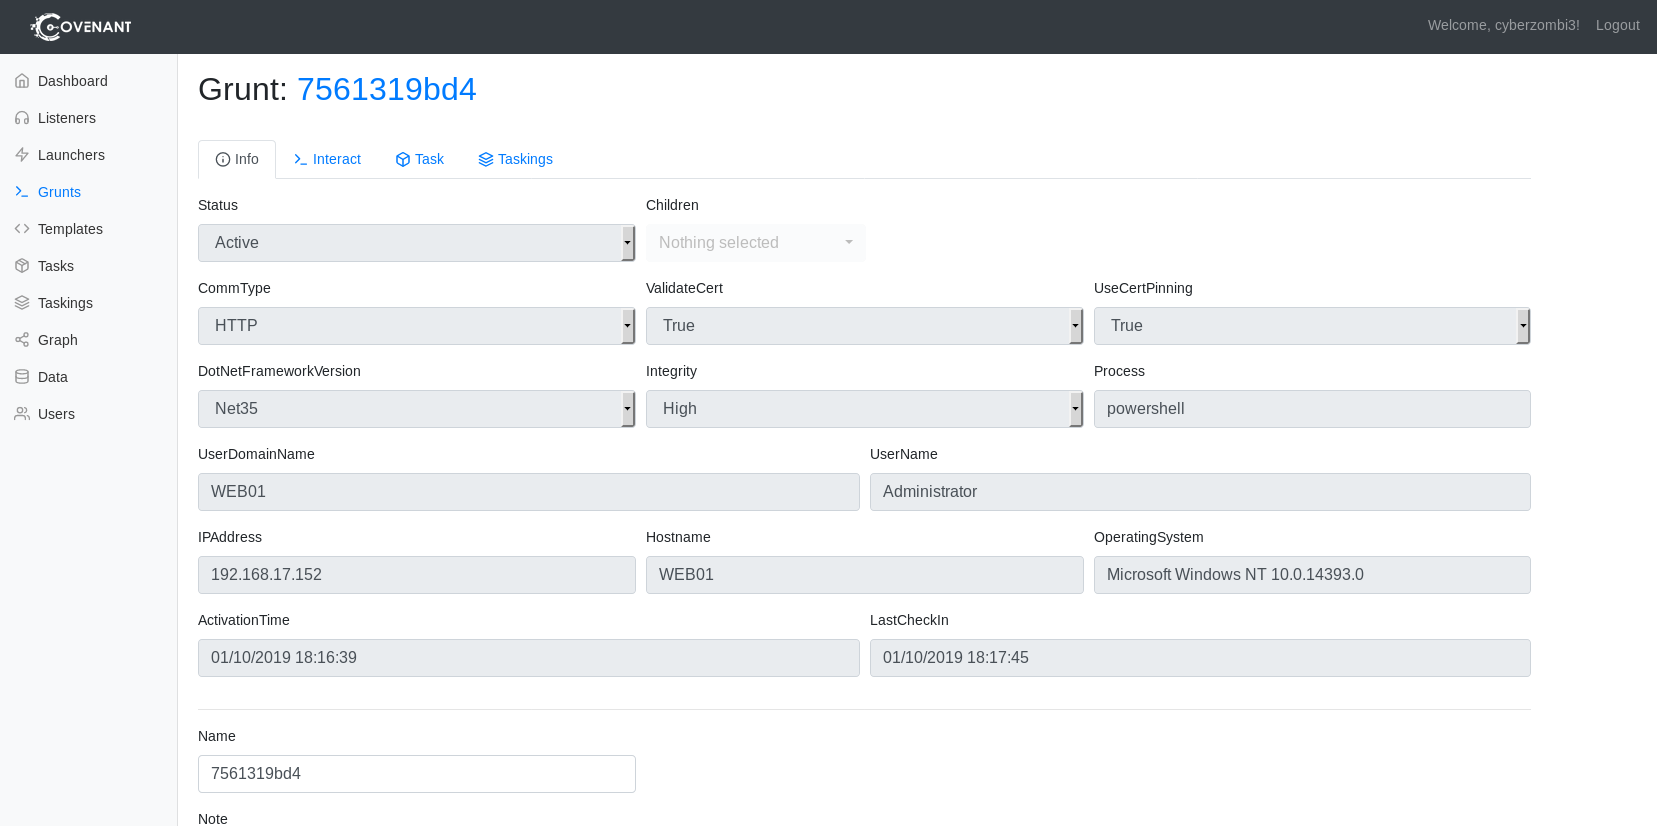 COVENANT
Welcome, cyberzombi3! Logout
Dashboard
Listeners
Launchers
Grunts
Templates
Tasks
Taskings
Graph
Data
Users
Grunt: 7561319bd4
Info Interact Task Taskings
Status Children
Active Nothing selected
CommType ValidateCert UseCertPinning
HTTP True True
DotNetFrameworkVersion Integrity Process
Net35 High powershell
UserDomainName UserName
WEB01 Administrator
IPAddress Hostname OperatingSystem
192.168.17.152 WEB01 Microsoft Windows NT 10.0.14393.0
ActivationTime LastCheckIn
01/10/2019 18:16:39 01/10/2019 18:17:45
Name
7561319bd4
Note